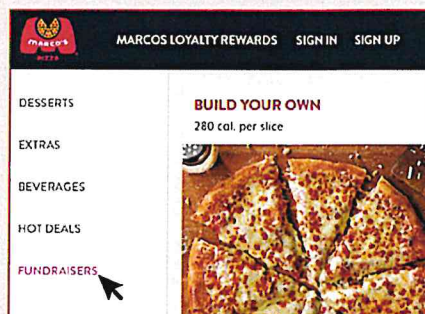 MARCO'S
PIZZA
MARCOS LOYALTY REWARDS SIGN IN SIGN UP
DESSERTS
EXTRAS
BEVERAGES
HOT DEALS
FUNDRAISERS
BUILD YOUR OWN
280 cal. per slice